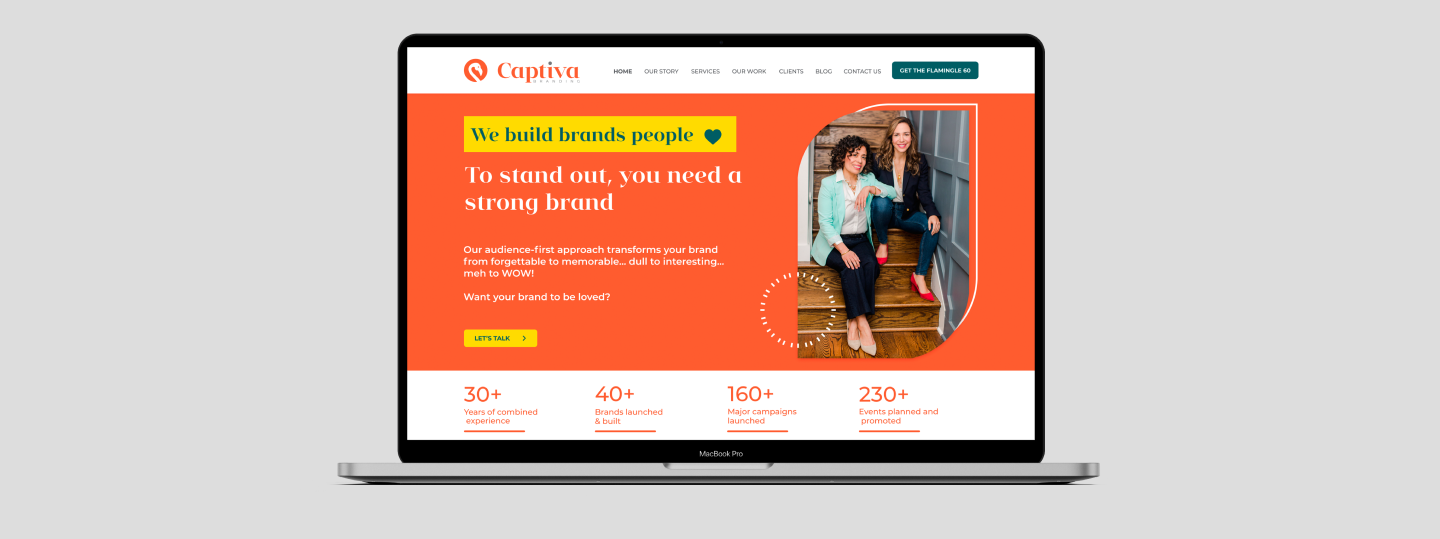 Captiva
BRANDING
HOME
OUR STORY
SERVICES
OUR WORK
CLIENTS
BLOG
CONTACT US
GET THE FLAMINGLE 60
We build brands people
To stand out, you need a
strong brand
Our audience-first approach transforms your brand
from forgettable to memorable... dull to interesting...
meh to WOW!
Want your brand to be loved?
LET'S TALK
30+
Years of combined
experience
40+
Brands launched
& built
160+
Major campaigns
launched
230+
Events planned and
promoted
MacBook Pro